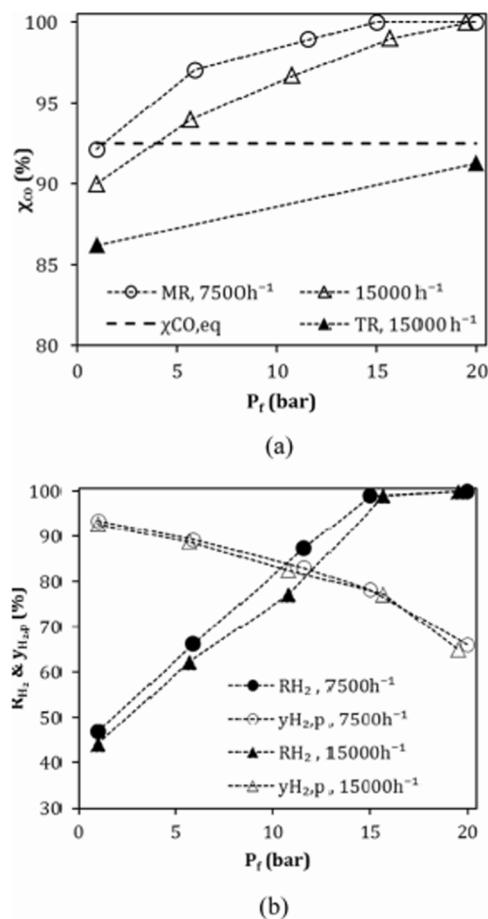 100
95
90
85
80
χCO (%)
MR, 7500h⁻¹
15000 h⁻¹
χCO,eq
TR, 15000 h⁻¹
0
5
10
15
20
Pf (bar)
(a)
100
90
80
70
60
50
40
30
RH2 & yH2,p (%)
RH2 , 7500h⁻¹
yH2,p , 7500h⁻¹
RH2 , 15000h⁻¹
yH2,p , 15000h⁻¹
0
5
10
15
20
Pf (bar)
(b)